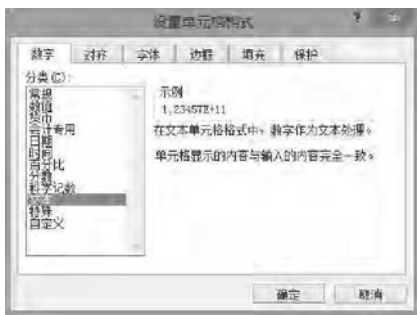 设置单元格格式
数字 对齐 字体 边框 填充 保护
分类(C):
常规
数值
货币
会计专用
日期
时间
百分比
分数
科学记数
文本
特殊
自定义
示例
1.23457E+11
在文本单元格格式中，数字作为文本处理。
单元格显示的内容与输入的内容完全一致。
确定 取消